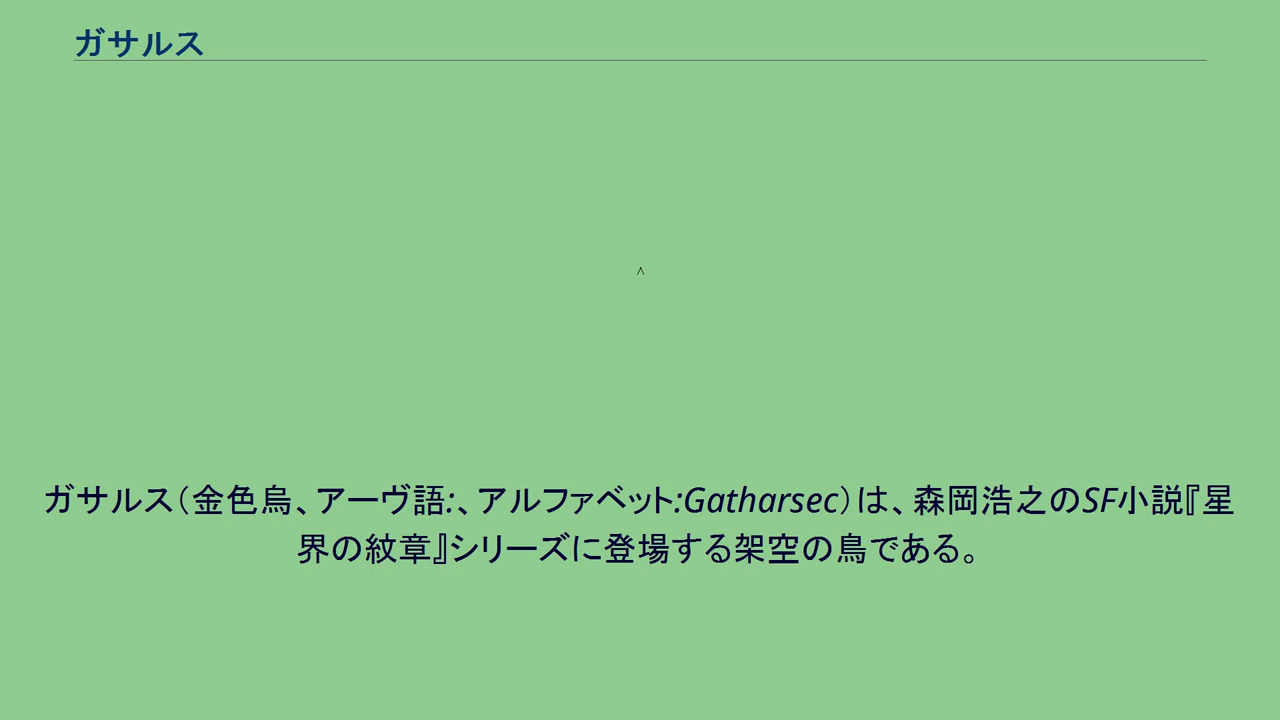 ガサルス
^
ガサルス（金色烏、アーヴ語:、アルファベット:Gatharsec）は、森岡浩之のSF小説『星
界の紋章』シリーズに登場する架空の鳥である。